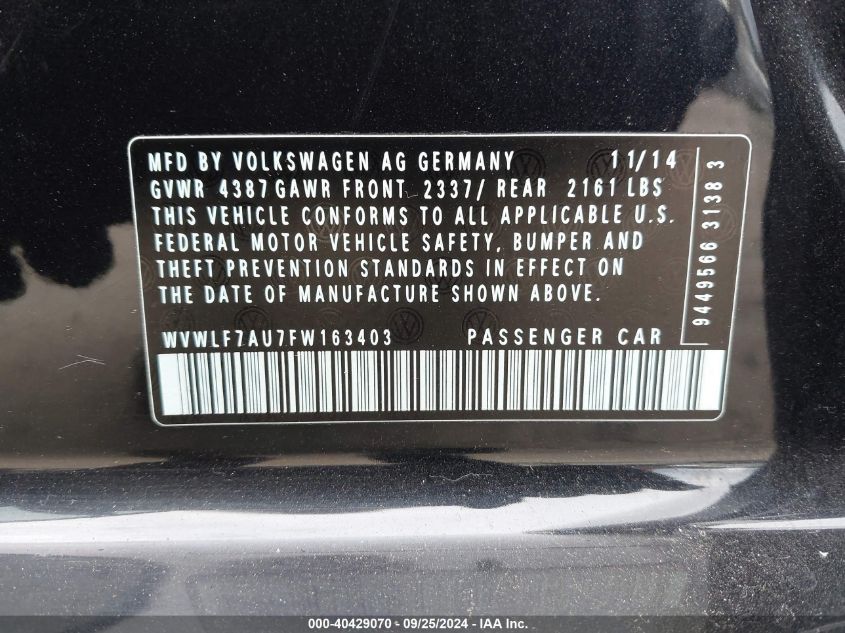 MFD BY VOLKSWAGEN AG GERMANY 11/14
GVWR 4387 GAWR FRONT 2337/ REAR 2161 LBS
THIS VEHICLE CONFORMS TO ALL APPLICABLE U.S.
FEDERAL MOTOR VEHICLE SAFETY, BUMPER AND
THEFT PREVENTION STANDARDS IN EFFECT ON
THE DATE OF MANUFACTURE SHOWN ABOVE.
WVWLF7AU7FW163403 PASSENGER CAR
9449566 3138 3
000-40429070 - 09/25/2024 - IAA Inc.